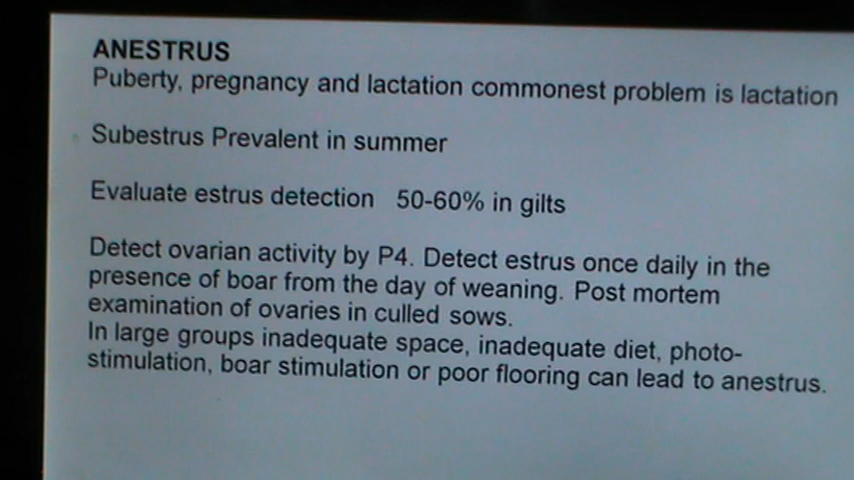 ANESTRUS
Puberty, pregnancy and lactation commonest problem is lactation
Subestrus Prevalent in summer
Evaluate estrus detection 50-60% in gilts
Detect ovarian activity by P4. Detect estrus once daily in the
presence of boar from the day of weaning. Post mortem
examination of ovaries in culled sows.
In large groups inadequate space, inadequate diet, photo-
stimulation, boar stimulation or poor flooring can lead to anestrus.